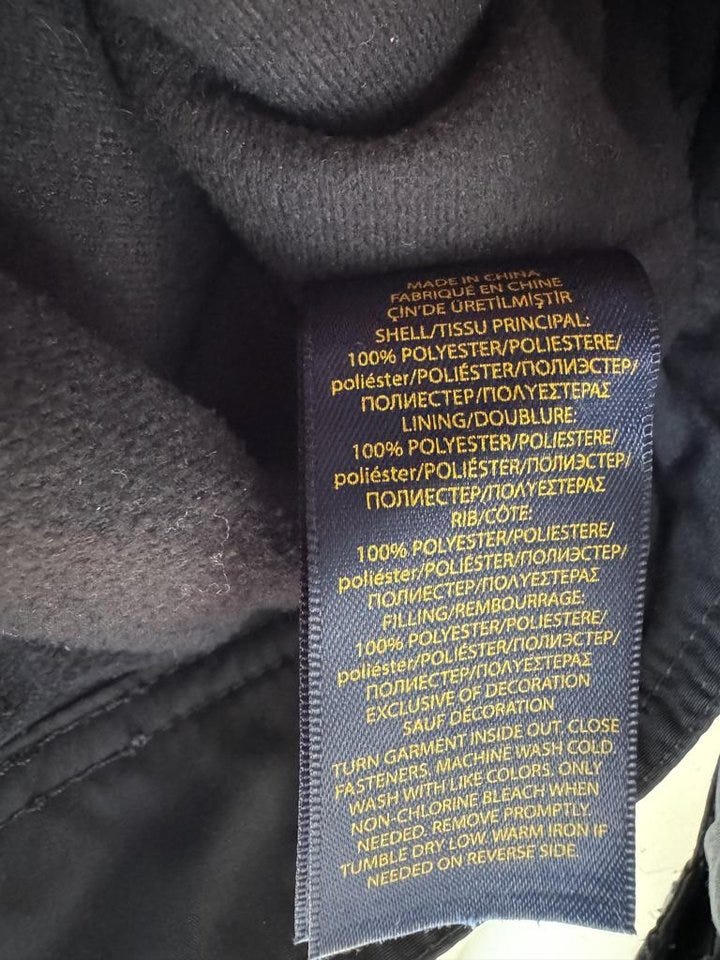 MADE IN CHINA
FABRIQUÉ EN CHINE
ÇİN'DE ÜRETİLMİŞTİR
SHELL/TISSU PRINCIPAL:
100% POLYESTER/POLIESTERE/
poliéster/POLIÉSTER/ПОЛИЭСТЕР/
ПОЛИЕСТЕР/ΠΟΛΥΕΣΤΕΡΑΣ
LINING/DOUBLURE:
100% POLYESTER/POLIESTERE/
poliéster/POLIÉSTER/ПОЛИЭСТЕР/
ПОЛИЕСТЕР/ΠΟΛΥΕΣΤΕΡΑΣ
RIB/CÔTE:
100% POLYESTER/POLIESTERE/
poliéster/POLIÉSTER/ПОЛИЭСТЕР/
ПОЛИЕСТЕР/ΠΟΛΥΕΣΤΕΡΑΣ
FILLING/REMBOURRAGE:
100% POLYESTER/POLIESTERE/
poliéster/POLIÉSTER/ПОЛИЭСТЕР/
ПОЛИЕСТЕР/ΠΟΛΥΕΣΤΕΡΑΣ
EXCLUSIVE OF DECORATION
SAUF DÉCORATION
TURN GARMENT INSIDE OUT. CLOSE
FASTENERS. MACHINE WASH COLD.
WASH WITH LIKE COLORS. ONLY
NON-CHLORINE BLEACH WHEN
NEEDED. REMOVE PROMPTLY.
TUMBLE DRY LOW. WARM IRON IF
NEEDED ON REVERSE SIDE.